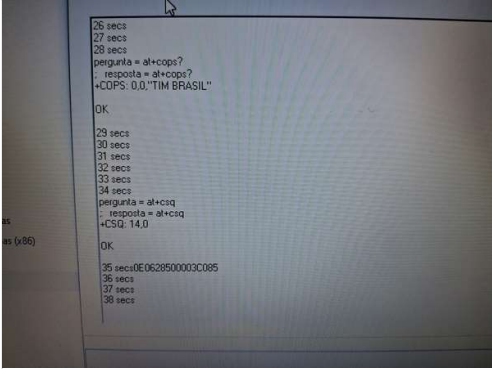 26 secs
27 secs
28 secs
pergunta = at+cops?
;  resposta = at+cops?
+COPS: 0,0,"TIM BRASIL"
OK
29 secs
30 secs
31 secs
32 secs
33 secs
34 secs
pergunta = at+csq
;  resposta = at+csq
+CSQ: 14,0
OK
35 secs0E0628500003C085
36 secs
37 secs
38 secs
as
as (x86)